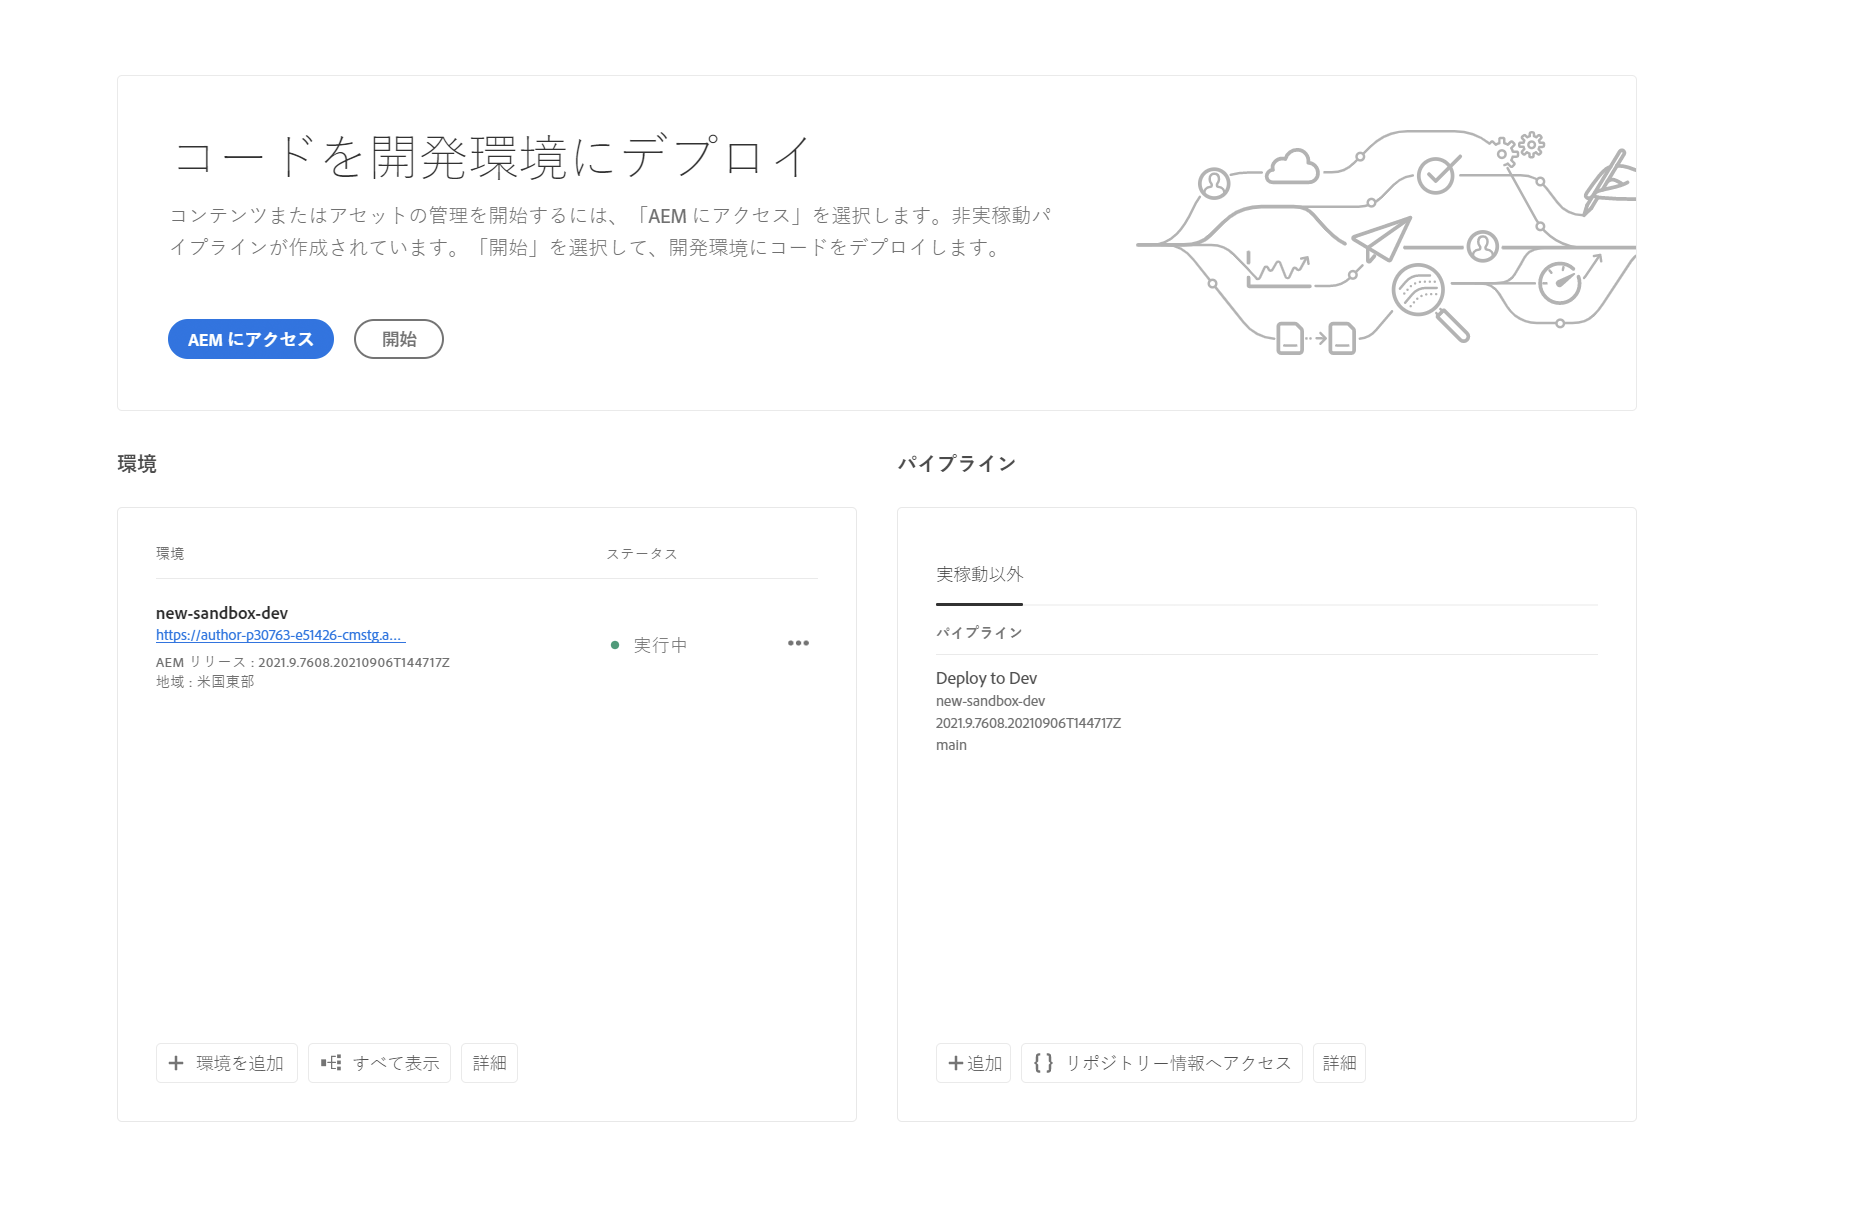 コードを開発環境にデプロイ
コンテンツまたはアセットの管理を開始するには、「AEM にアクセス」を選択します。非実稼動パ
イプラインが作成されています。「開始」を選択して、開発環境にコードをデプロイします。
AEM にアクセス
開始
環境
環境
ステータス
new-sandbox-dev
https://author-p30763-e51426-cmstg.a...
実行中
AEM リリース : 2021.9.7608.20210906T144717Z
地域 : 米国東部
環境を追加
すべて表示
詳細
パイプライン
実稼動以外
パイプライン
Deploy to Dev
new-sandbox-dev
2021.9.7608.20210906T144717Z
main
追加
リポジトリー情報へアクセス
詳細